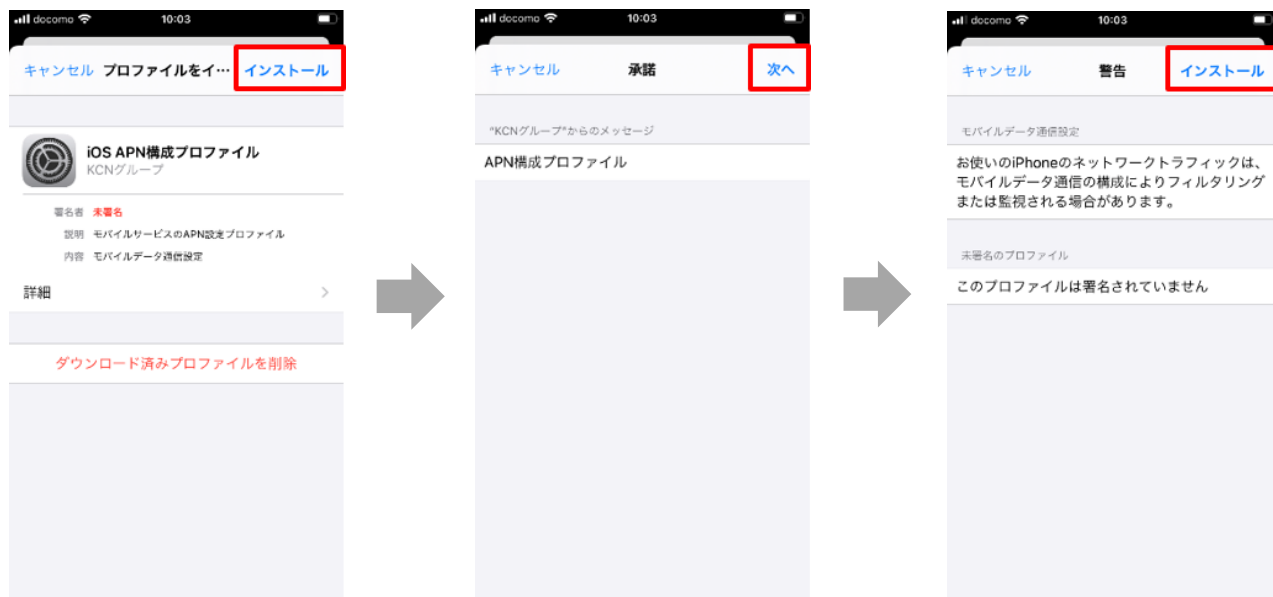 docomo 10:03
キャンセル プロファイルをイ… インストール
iOS APN構成プロファイル
KCNグループ
署名者 未署名
説明 モバイルサービスのAPN設定プロファイル
内容 モバイルデータ通信設定
詳細
ダウンロード済みプロファイルを削除
docomo 10:03
キャンセル 承諾 次へ
"KCNグループ"からのメッセージ
APN構成プロファイル
docomo 10:03
キャンセル 警告 インストール
モバイルデータ通信設定
お使いのiPhoneのネットワークトラフィックは、
モバイルデータ通信の構成によりフィルタリング
または監視される場合があります。
未署名のプロファイル
このプロファイルは署名されていません